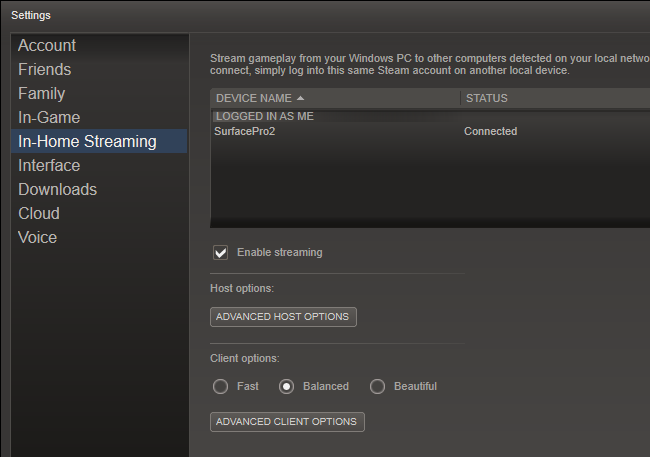 Settings
Account
Friends
Family
In-Game
In-Home Streaming
Interface
Downloads
Cloud
Voice
Stream gameplay from your Windows PC to other computers detected on your local netwo
connect, simply log into this same Steam account on another local device.
DEVICE NAME STATUS
LOGGED IN AS ME
SurfacePro2 Connected
Enable streaming
Host options:
ADVANCED HOST OPTIONS
Client options:
Fast Balanced Beautiful
ADVANCED CLIENT OPTIONS